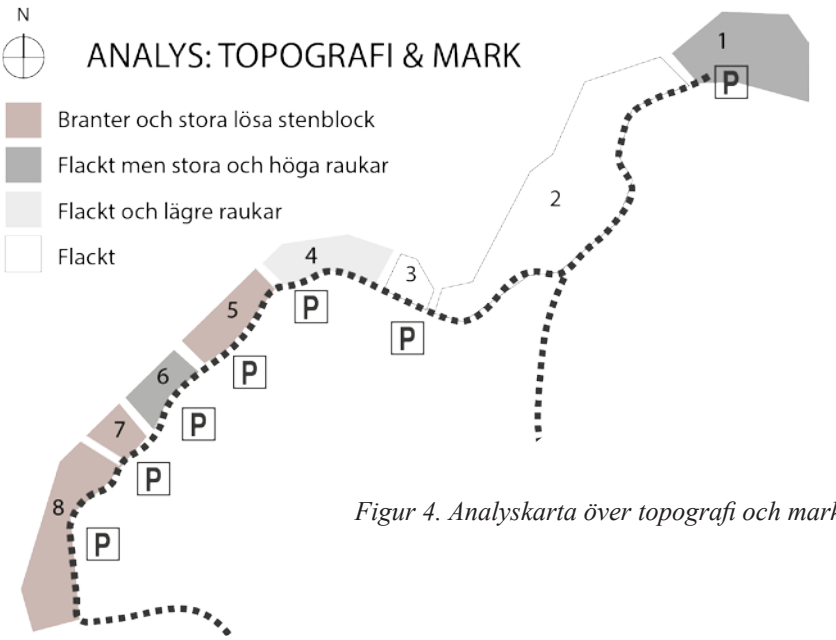 N
ANALYS: TOPOGRAFI & MARK
Branter och stora lösa stenblock
Flackt men stora och höga raukar
Flackt och lägre raukar
Flackt
1
P
2
3
4
P
P
5
P
6
P
7
P
8
P
Figur 4. Analyskarta över topografi och mark